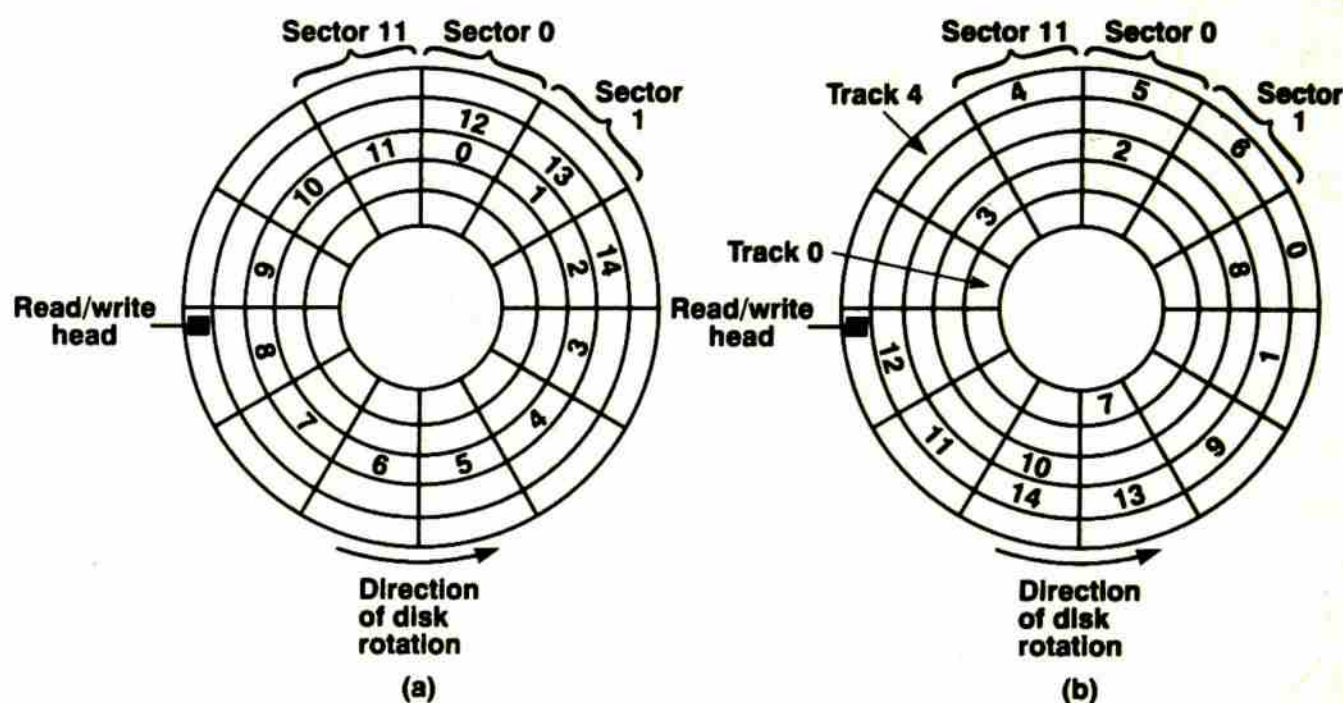 Sector 11
Sector 0
Sector
1
12
0
13
1
14
2
3
4
5
6
7
8
9
10
11
Read/write
head
Direction
of disk
rotation
(a)
Sector 11
Sector 0
Sector
1
Track 4
Track 0
4
5
6
2
3
0
8
1
9
7
13
10
14
11
12
Read/write
head
Direction
of disk
rotation
(b)